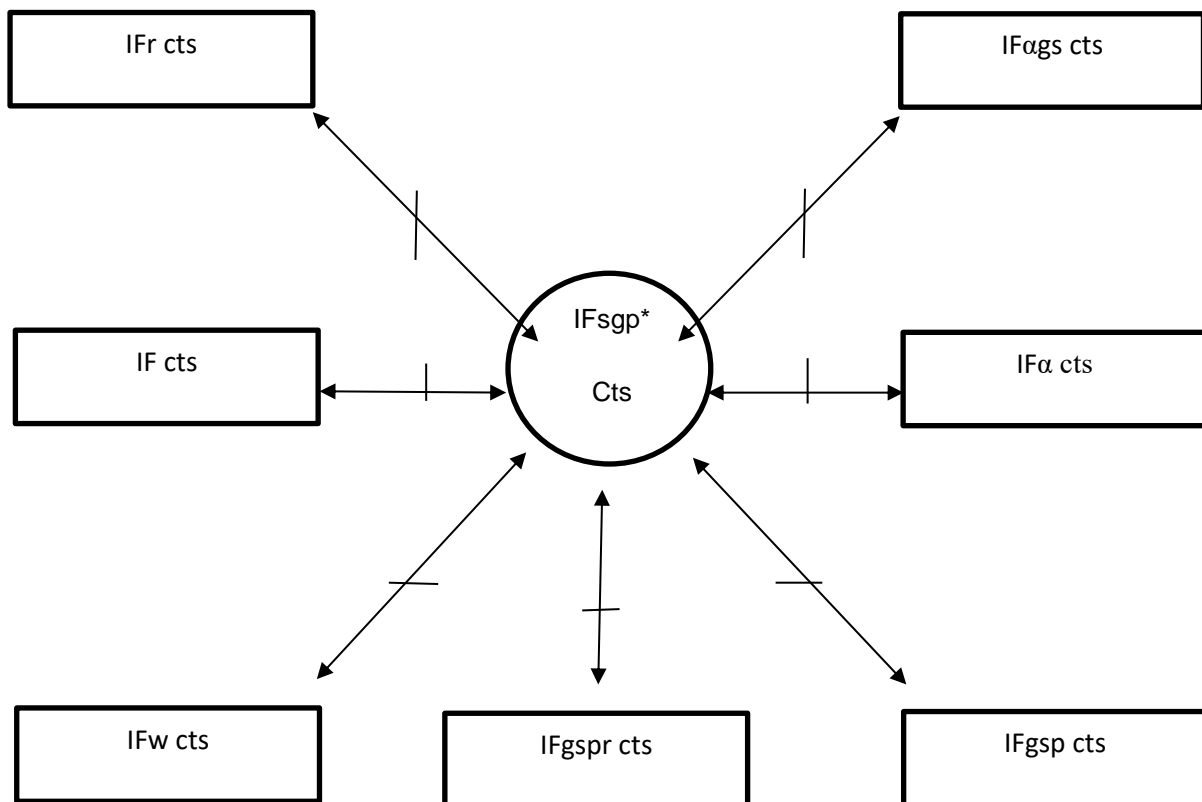 IFr cts
IFαgs cts
IFsgp*
Cts
IF cts
IFα cts
IFw cts
IFgspr cts
IFgsp cts